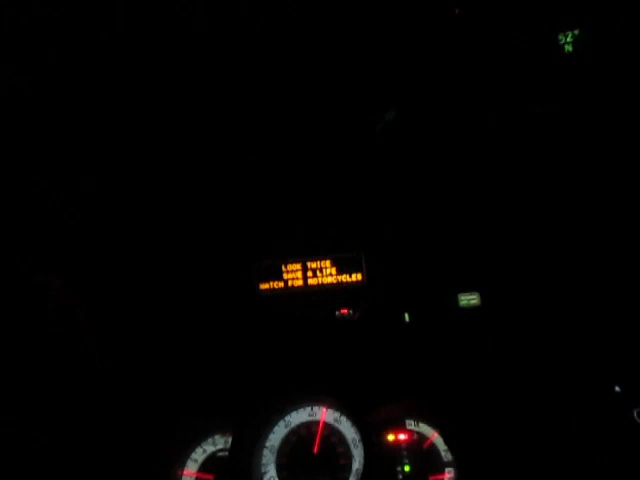 52°
N
LOOK TWICE
SAVE A LIFE
WATCH FOR MOTORCYCLES